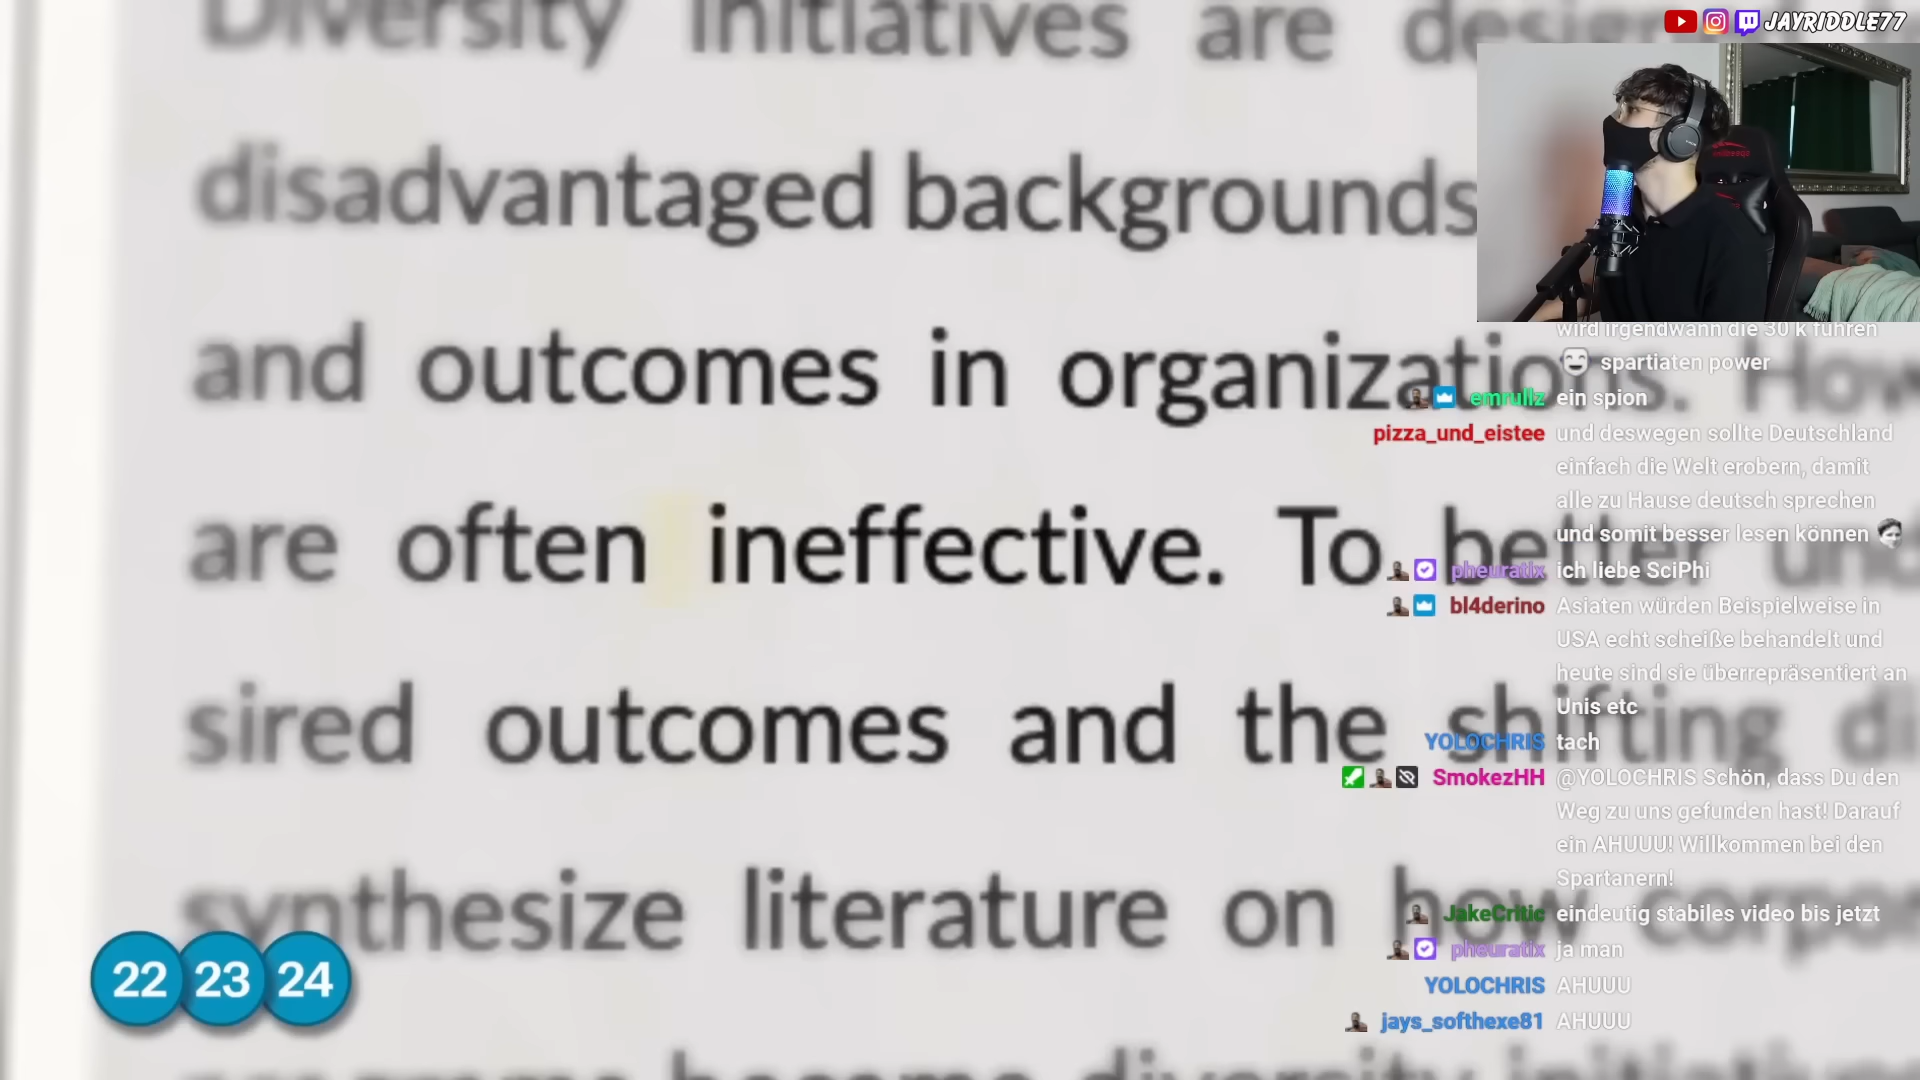 JAYRIDDLE77
Diversity initiatives are
disadvantaged backgrounds
and outcomes in organizations.
are often ineffective. To better
sired outcomes and the shifting
synthesize literature on how
diversity
22 23 24
wird irgendwann die 30 k führen
spartiaten power
emrullz ein spion
pizza_und_eistee und deswegen sollte Deutschland
einfach die Welt erobern, damit
alle zu Hause deutsch sprechen
und somit besser lesen können
pheuratix ich liebe SciPhi
bl4derino Asiaten würden Beispielweise in
USA echt scheiße behandelt und
heute sind sie überrepräsentiert an
Unis etc
YOLOCHRIS tach
SmokezHH @YOLOCHRIS Schön, dass Du den
Weg zu uns gefunden hast! Darauf
ein AHUUU! Willkommen bei den
Spartanern!
JakeCritic eindeutig stabiles video bis jetzt
pheuratix ja man
YOLOCHRIS AHUUU
jays_softhexe81 AHUUU